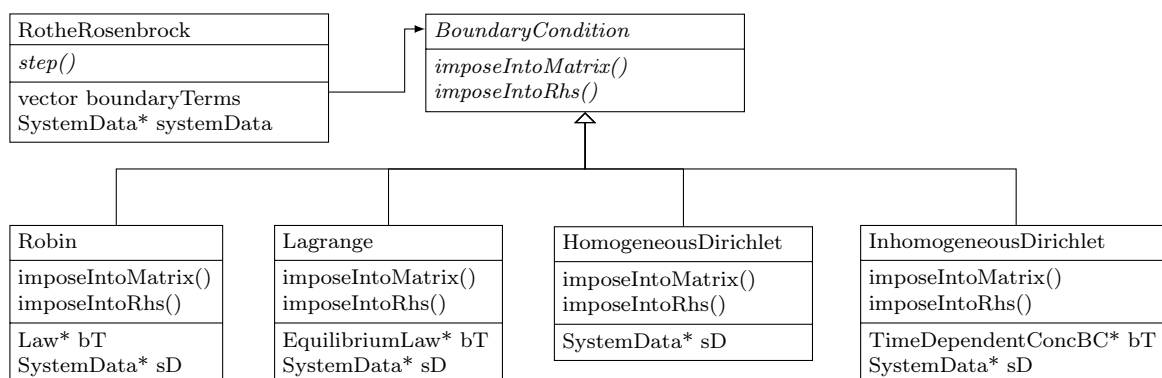 RotheRosenbrock
step()
vector boundaryTerms
SystemData* systemData
BoundaryCondition
imposeIntoMatrix()
imposeIntoRhs()
Robin
imposeIntoMatrix()
imposeIntoRhs()
Law* bT
SystemData* sD
Lagrange
imposeIntoMatrix()
imposeIntoRhs()
EquilibriumLaw* bT
SystemData* sD
HomogeneousDirichlet
imposeIntoMatrix()
imposeIntoRhs()
SystemData* sD
InhomogeneousDirichlet
imposeIntoMatrix()
imposeIntoRhs()
TimeDependentConcBC* bT
SystemData* sD